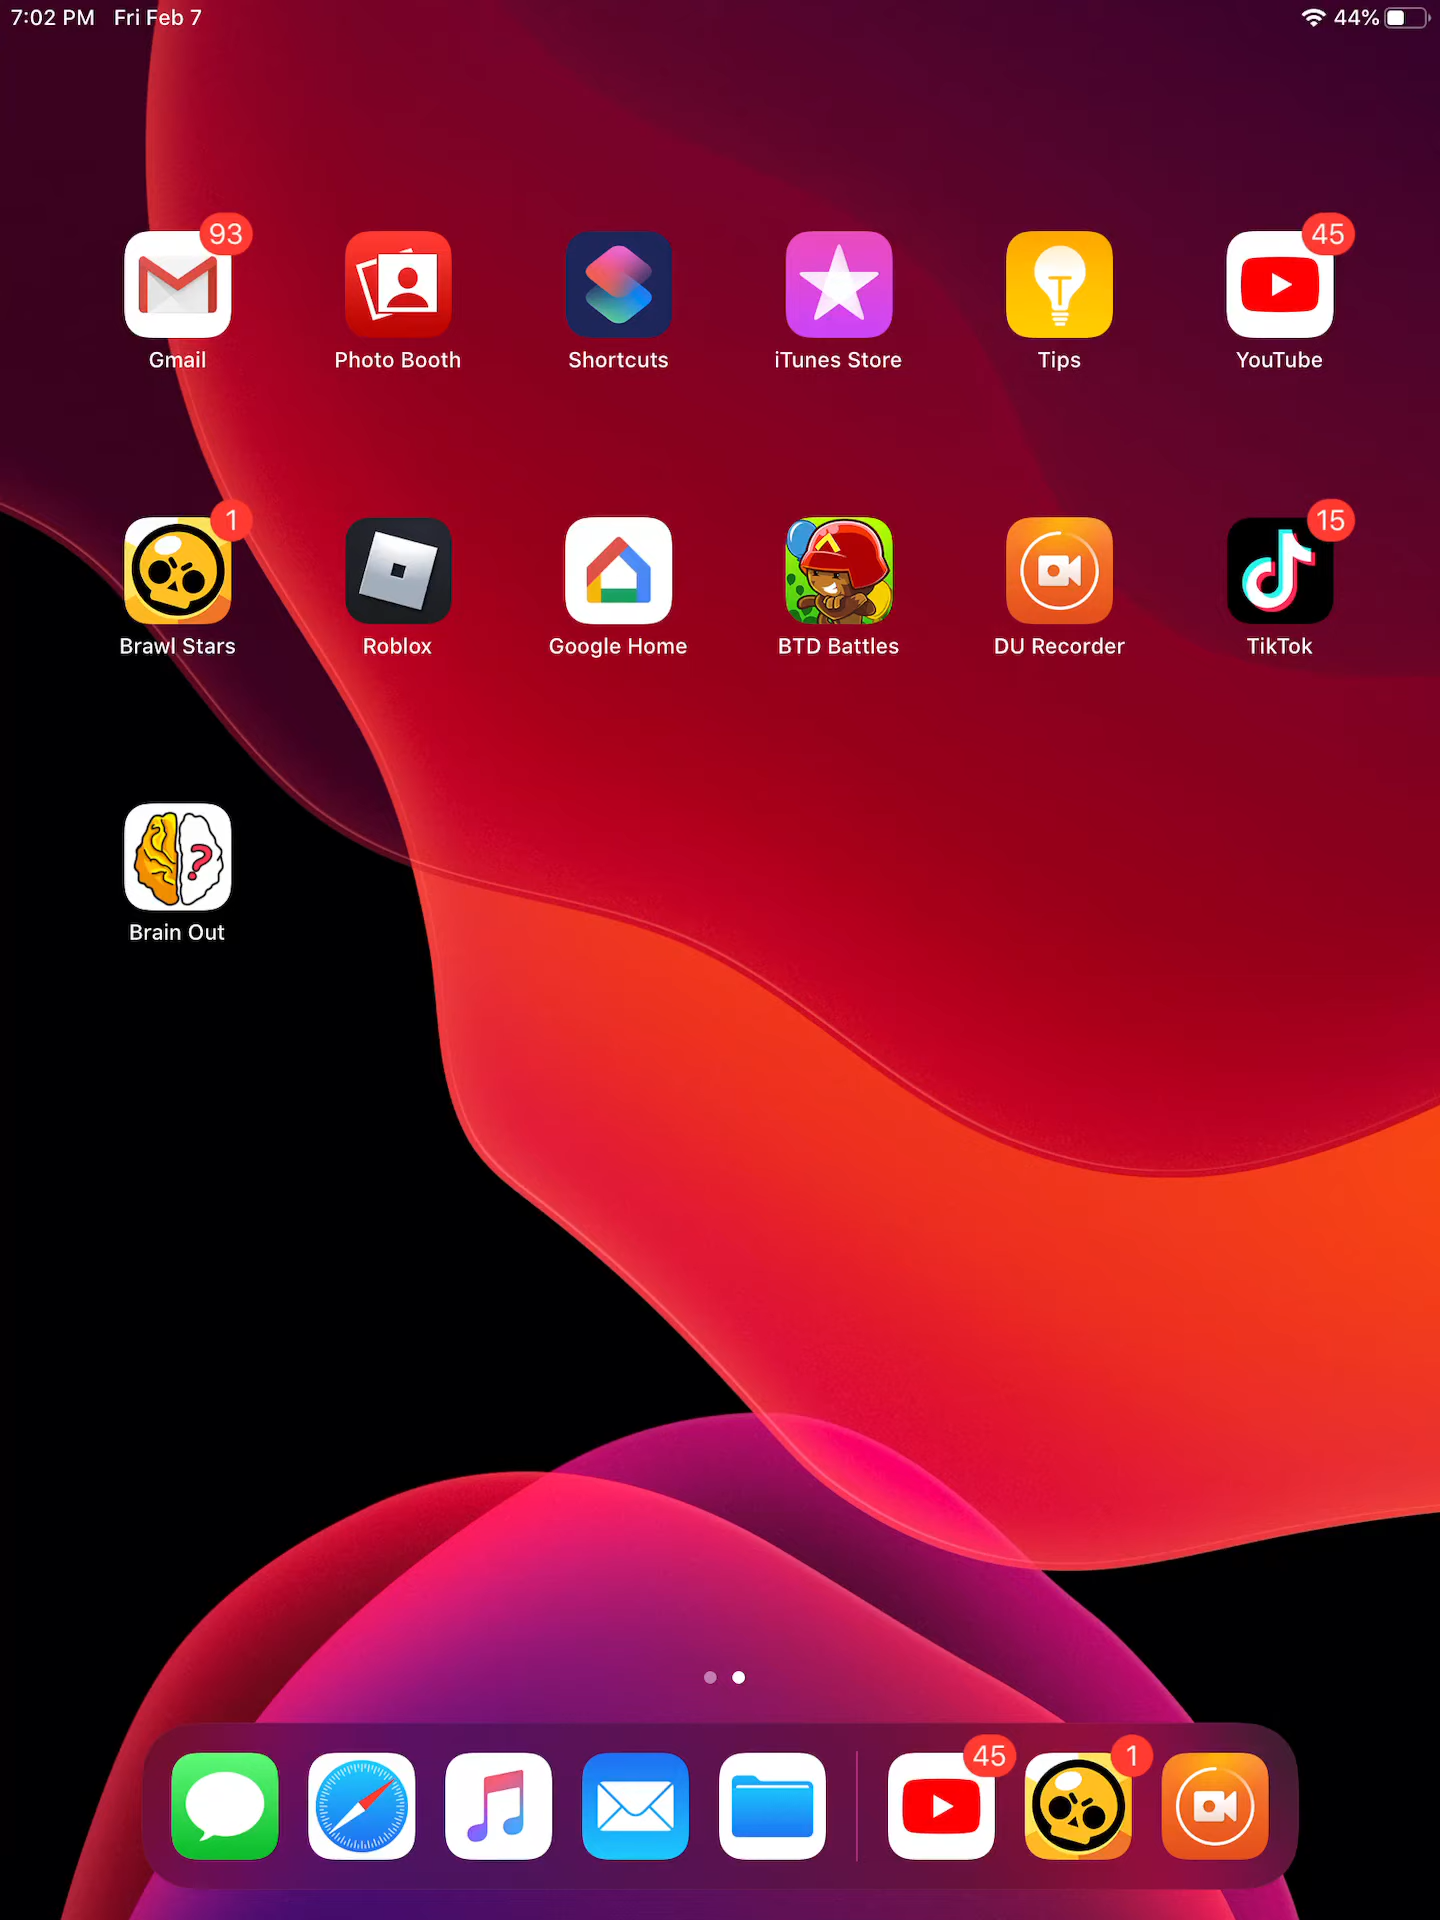 7:02 PM Fri Feb 7
44%
93
45
Gmail
Photo Booth
Shortcuts
iTunes Store
Tips
YouTube
1
15
Brawl Stars
Roblox
Google Home
BTD Battles
DU Recorder
TikTok
?
Brain Out
45
1